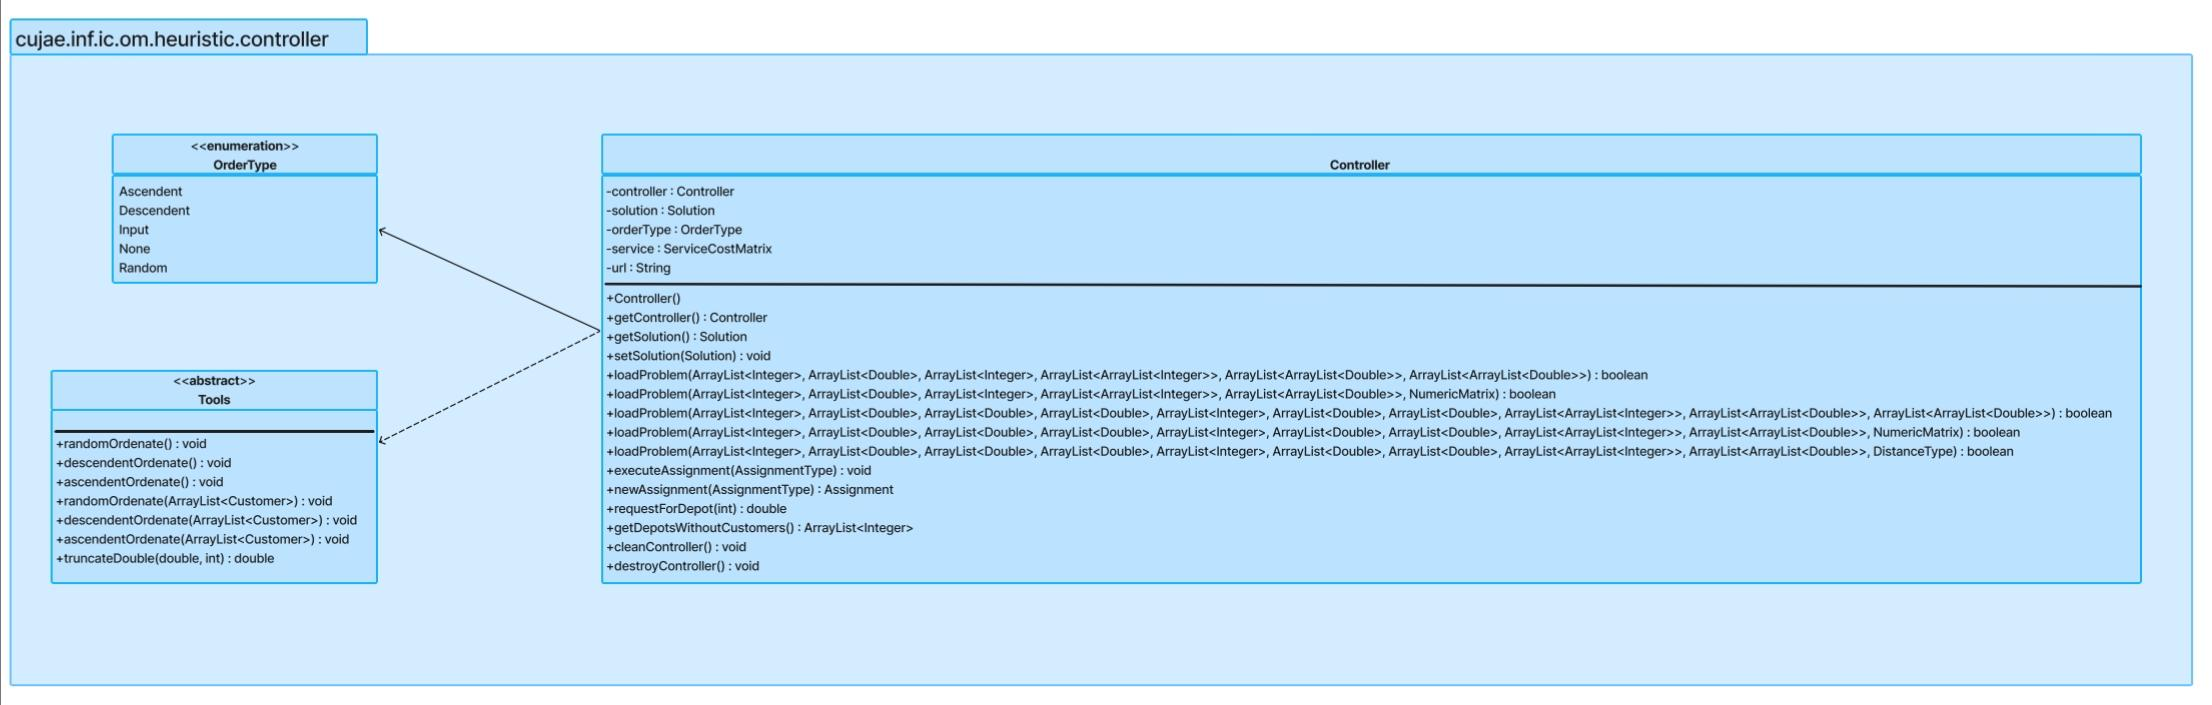 cujae.inf.ic.om.heuristic.controller
<<enumeration>>
OrderType
Ascendent
Descendent
Input
None
Random
<<abstract>>
Tools
+randomOrdenate() : void
+descendentOrdenate() : void
+ascendentOrdenate() : void
+randomOrdenate(ArrayList<Customer>) : void
+descendentOrdenate(ArrayList<Customer>) : void
+ascendentOrdenate(ArrayList<Customer>) : void
+truncateDouble(double, int) : double
Controller
-controller : Controller
-solution : Solution
-orderType : OrderType
-service : ServiceCostMatrix
-url : String
+Controller()
+getController() : Controller
+getSolution() : Solution
+setSolution(Solution) : void
+loadProblem(ArrayList<Integer>, ArrayList<Double>, ArrayList<Integer>, ArrayList<ArrayList<Integer>>, ArrayList<ArrayList<Double>>, ArrayList<ArrayList<Double>>) : boolean
+loadProblem(ArrayList<Integer>, ArrayList<Double>, ArrayList<Integer>, ArrayList<ArrayList<Integer>>, ArrayList<ArrayList<Double>>, NumericMatrix) : boolean
+loadProblem(ArrayList<Integer>, ArrayList<Double>, ArrayList<Double>, ArrayList<Double>, ArrayList<Integer>, ArrayList<Double>, ArrayList<Double>, ArrayList<ArrayList<Integer>>, ArrayList<ArrayList<Double>>, ArrayList<ArrayList<Double>>) : boolean
+loadProblem(ArrayList<Integer>, ArrayList<Double>, ArrayList<Double>, ArrayList<Double>, ArrayList<Integer>, ArrayList<Double>, ArrayList<Double>, ArrayList<ArrayList<Integer>>, ArrayList<ArrayList<Double>>, NumericMatrix) : boolean
+loadProblem(ArrayList<Integer>, ArrayList<Double>, ArrayList<Double>, ArrayList<Double>, ArrayList<Integer>, ArrayList<Double>, ArrayList<Double>, ArrayList<ArrayList<Integer>>, ArrayList<ArrayList<Double>>, DistanceType) : boolean
+executeAssignment(AssignmentType) : void
+newAssignment(AssignmentType) : Assignment
+requestForDepot(int) : double
+getDepotsWithoutCustomers() : ArrayList<Integer>
+cleanController() : void
+destroyController() : void